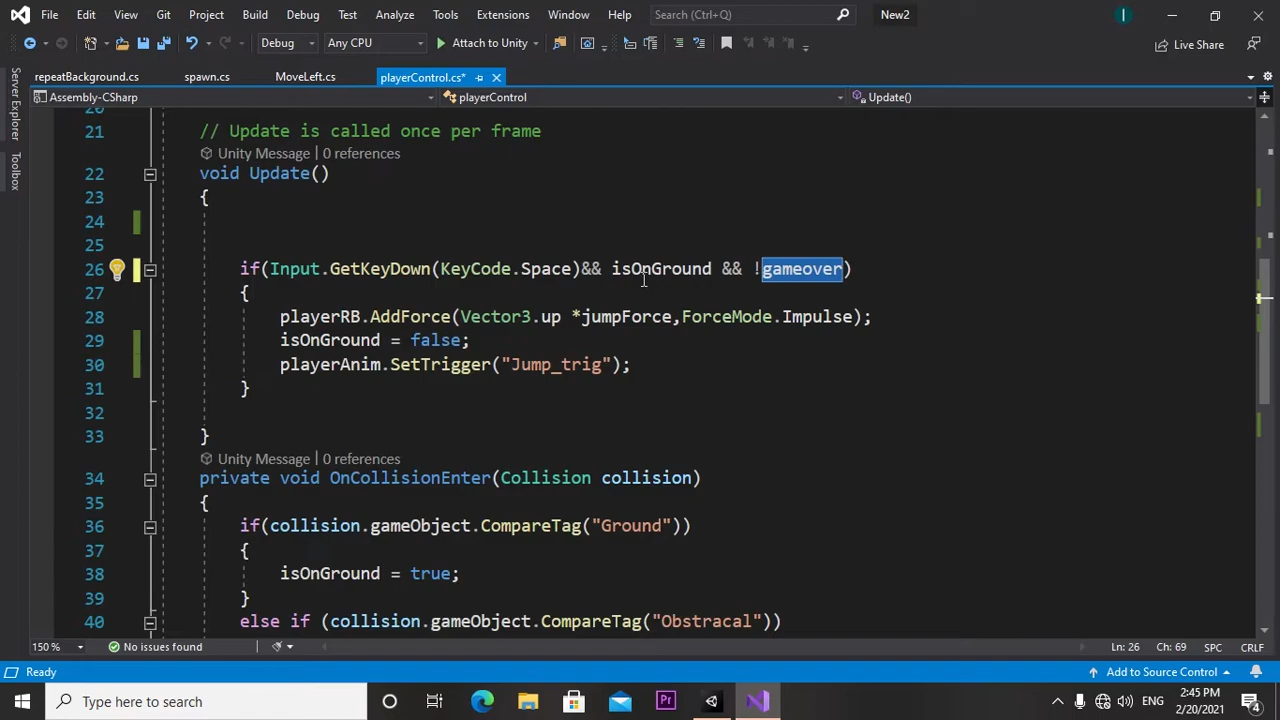 File Edit View Git Project Build Debug Test Analyze Tools Extensions Window Help Search (Ctrl+Q) New2 I
Debug Any CPU Attach to Unity Live Share
repeatBackground.cs spawn.cs MoveLeft.cs playerControl.cs*
Assembly-CSharp playerControl Update()
Server Explorer
Toolbox
20
21 // Update is called once per frame
Unity Message | 0 references
22 void Update()
23 {
24
25
26 if(Input.GetKeyDown(KeyCode.Space)&& isOnGround && !gameover)
27 {
28 playerRB.AddForce(Vector3.up *jumpForce,ForceMode.Impulse);
29 isOnGround = false;
30 playerAnim.SetTrigger("Jump_trig");
31 }
32
33 }
Unity Message | 0 references
34 private void OnCollisionEnter(Collision collision)
35 {
36 if(collision.gameObject.CompareTag("Ground"))
37 {
38 isOnGround = true;
39 }
40 else if (collision.gameObject.CompareTag("Obstracal"))
150 % No issues found Ln: 26 Ch: 69 SPC CRLF
Ready Add to Source Control
Type here to search Pr ENG 2:45 PM
2/20/2021 4